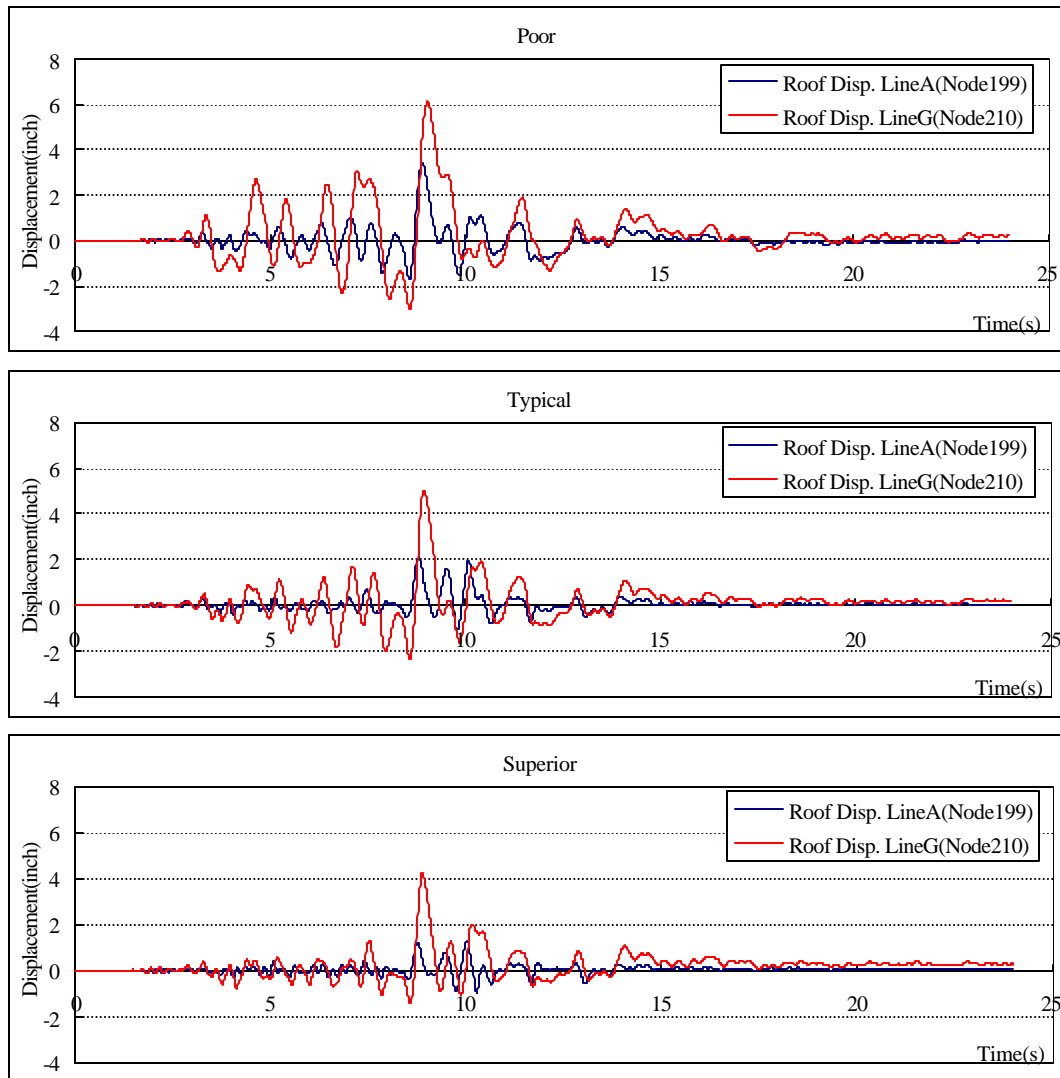 Poor
8
6
4
2
0
-2
-4
Displacement(inch)
Roof Disp. LineA(Node199)
Roof Disp. LineG(Node210)
0 5 10 15 20 25
Time(s)
Typical
8
6
4
2
0
-2
-4
Displacement(inch)
Roof Disp. LineA(Node199)
Roof Disp. LineG(Node210)
0 5 10 15 20 25
Time(s)
Superior
8
6
4
2
0
-2
-4
Displacement(inch)
Roof Disp. LineA(Node199)
Roof Disp. LineG(Node210)
0 5 10 15 20 25
Time(s)